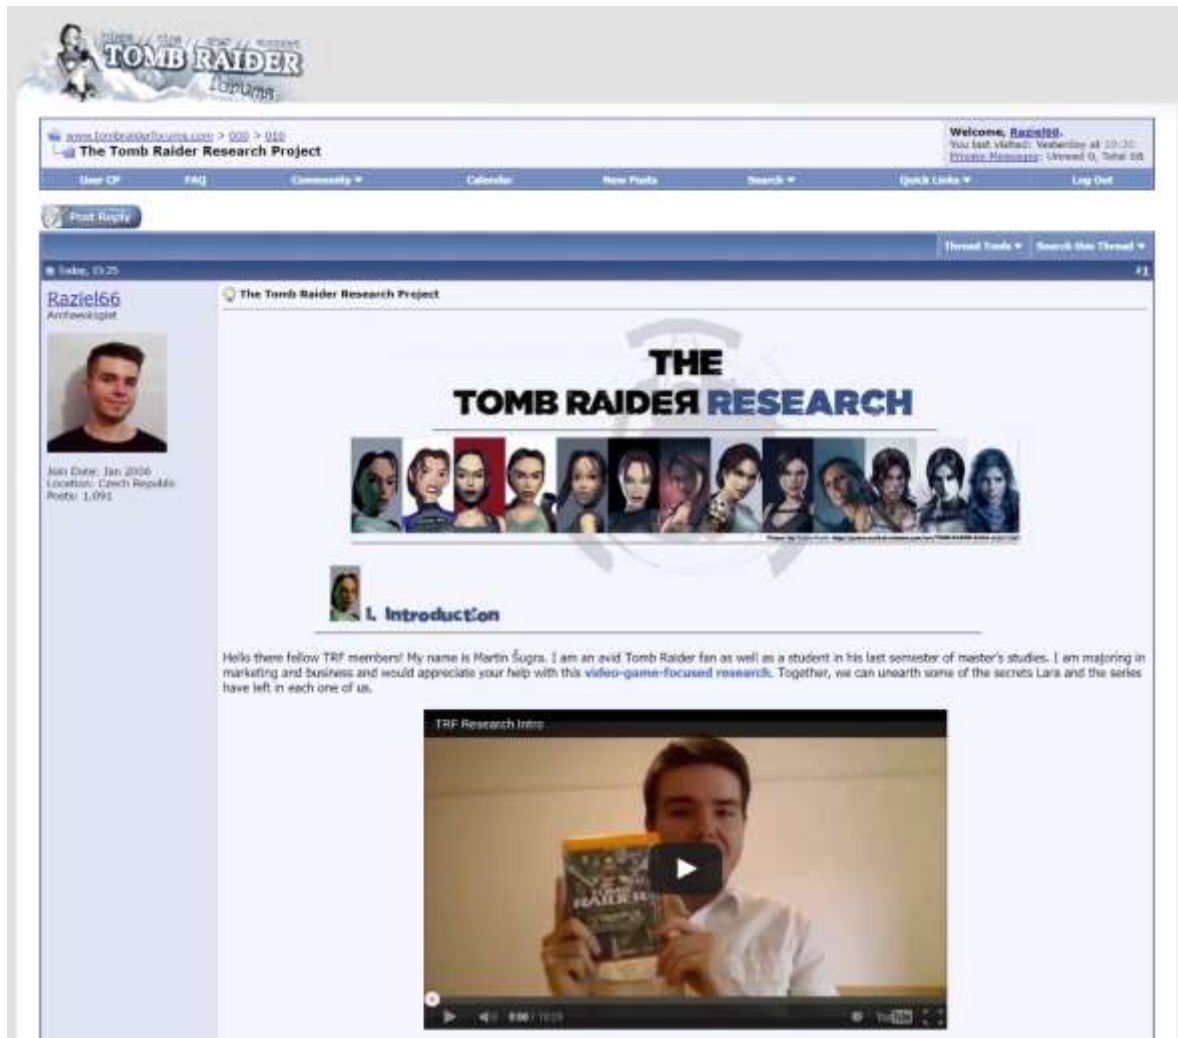 TOMB RAIDER
forums
www.tombraiderforums.com > 000 > 010
The Tomb Raider Research Project
Welcome, Raziel66.
You last visited: Yesterday at
Private Messages: Unread 0, Total 68
User CP FAQ Community Calendar New Posts Search Quick Links Log Out
Post Reply
Thread Tools Search this Thread
Today, 15:25 #1
Raziel66
Archaeologist
Join Date: Jan 2006
Location: Czech Republic
Posts: 1,091
The Tomb Raider Research Project
THE
TOMB RAIDEЯ RESEARCH
I. Introduction
Hello there fellow TRF members! My name is Martin Šugra. I am an avid Tomb Raider fan as well as a student in his last semester of master's studies. I am majoring in
marketing and business and would appreciate your help with this video-game-focused research. Together, we can unearth some of the secrets Lara and the series
have left in each one of us.
TRF Research Intro
TOMB
RAIDER
0:00
YouTube